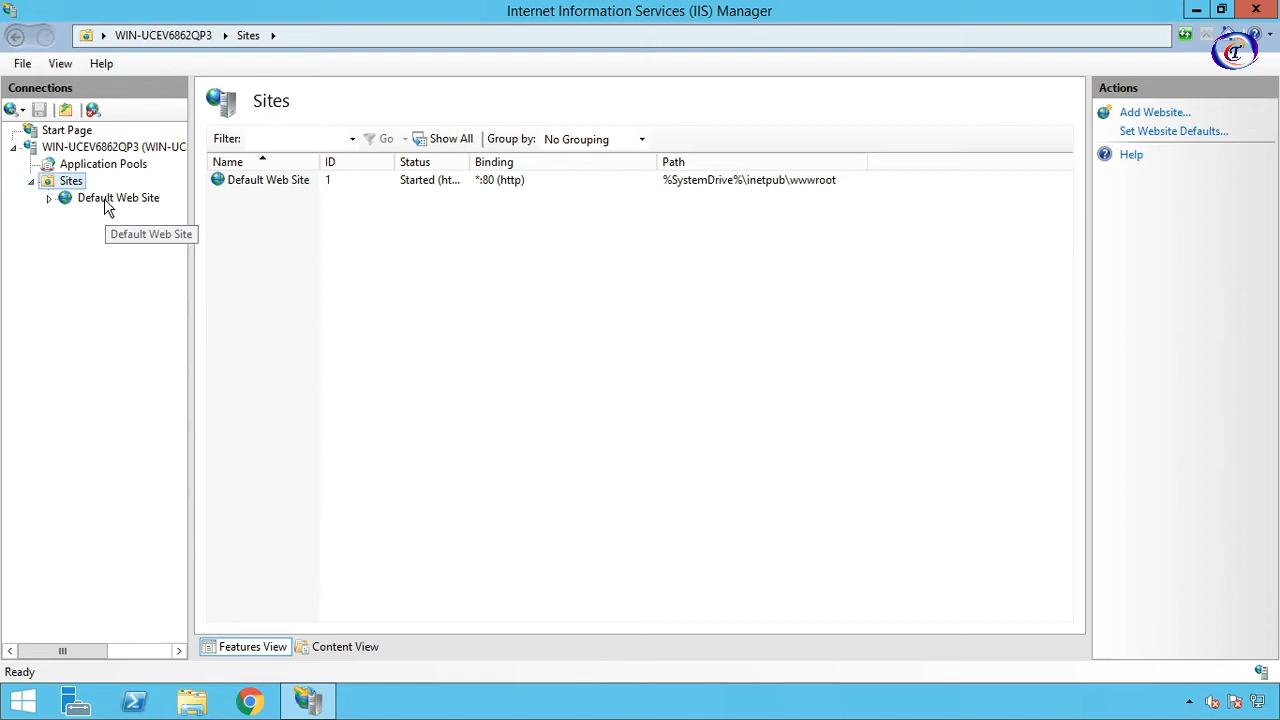 Internet Information Services (IIS) Manager
WIN-UCEV6862QP3 Sites
File View Help
Connections
Start Page
WIN-UCEV6862QP3 (WIN-UC
Application Pools
Sites
Default Web Site
Default Web Site
Sites
Filter: Go Show All Group by: No Grouping
Name ID Status Binding Path
Default Web Site 1 Started (ht... *:80 (http) %SystemDrive%\inetpub\wwwroot
Features View Content View
Actions
Add Website...
Set Website Defaults...
Help
Ready